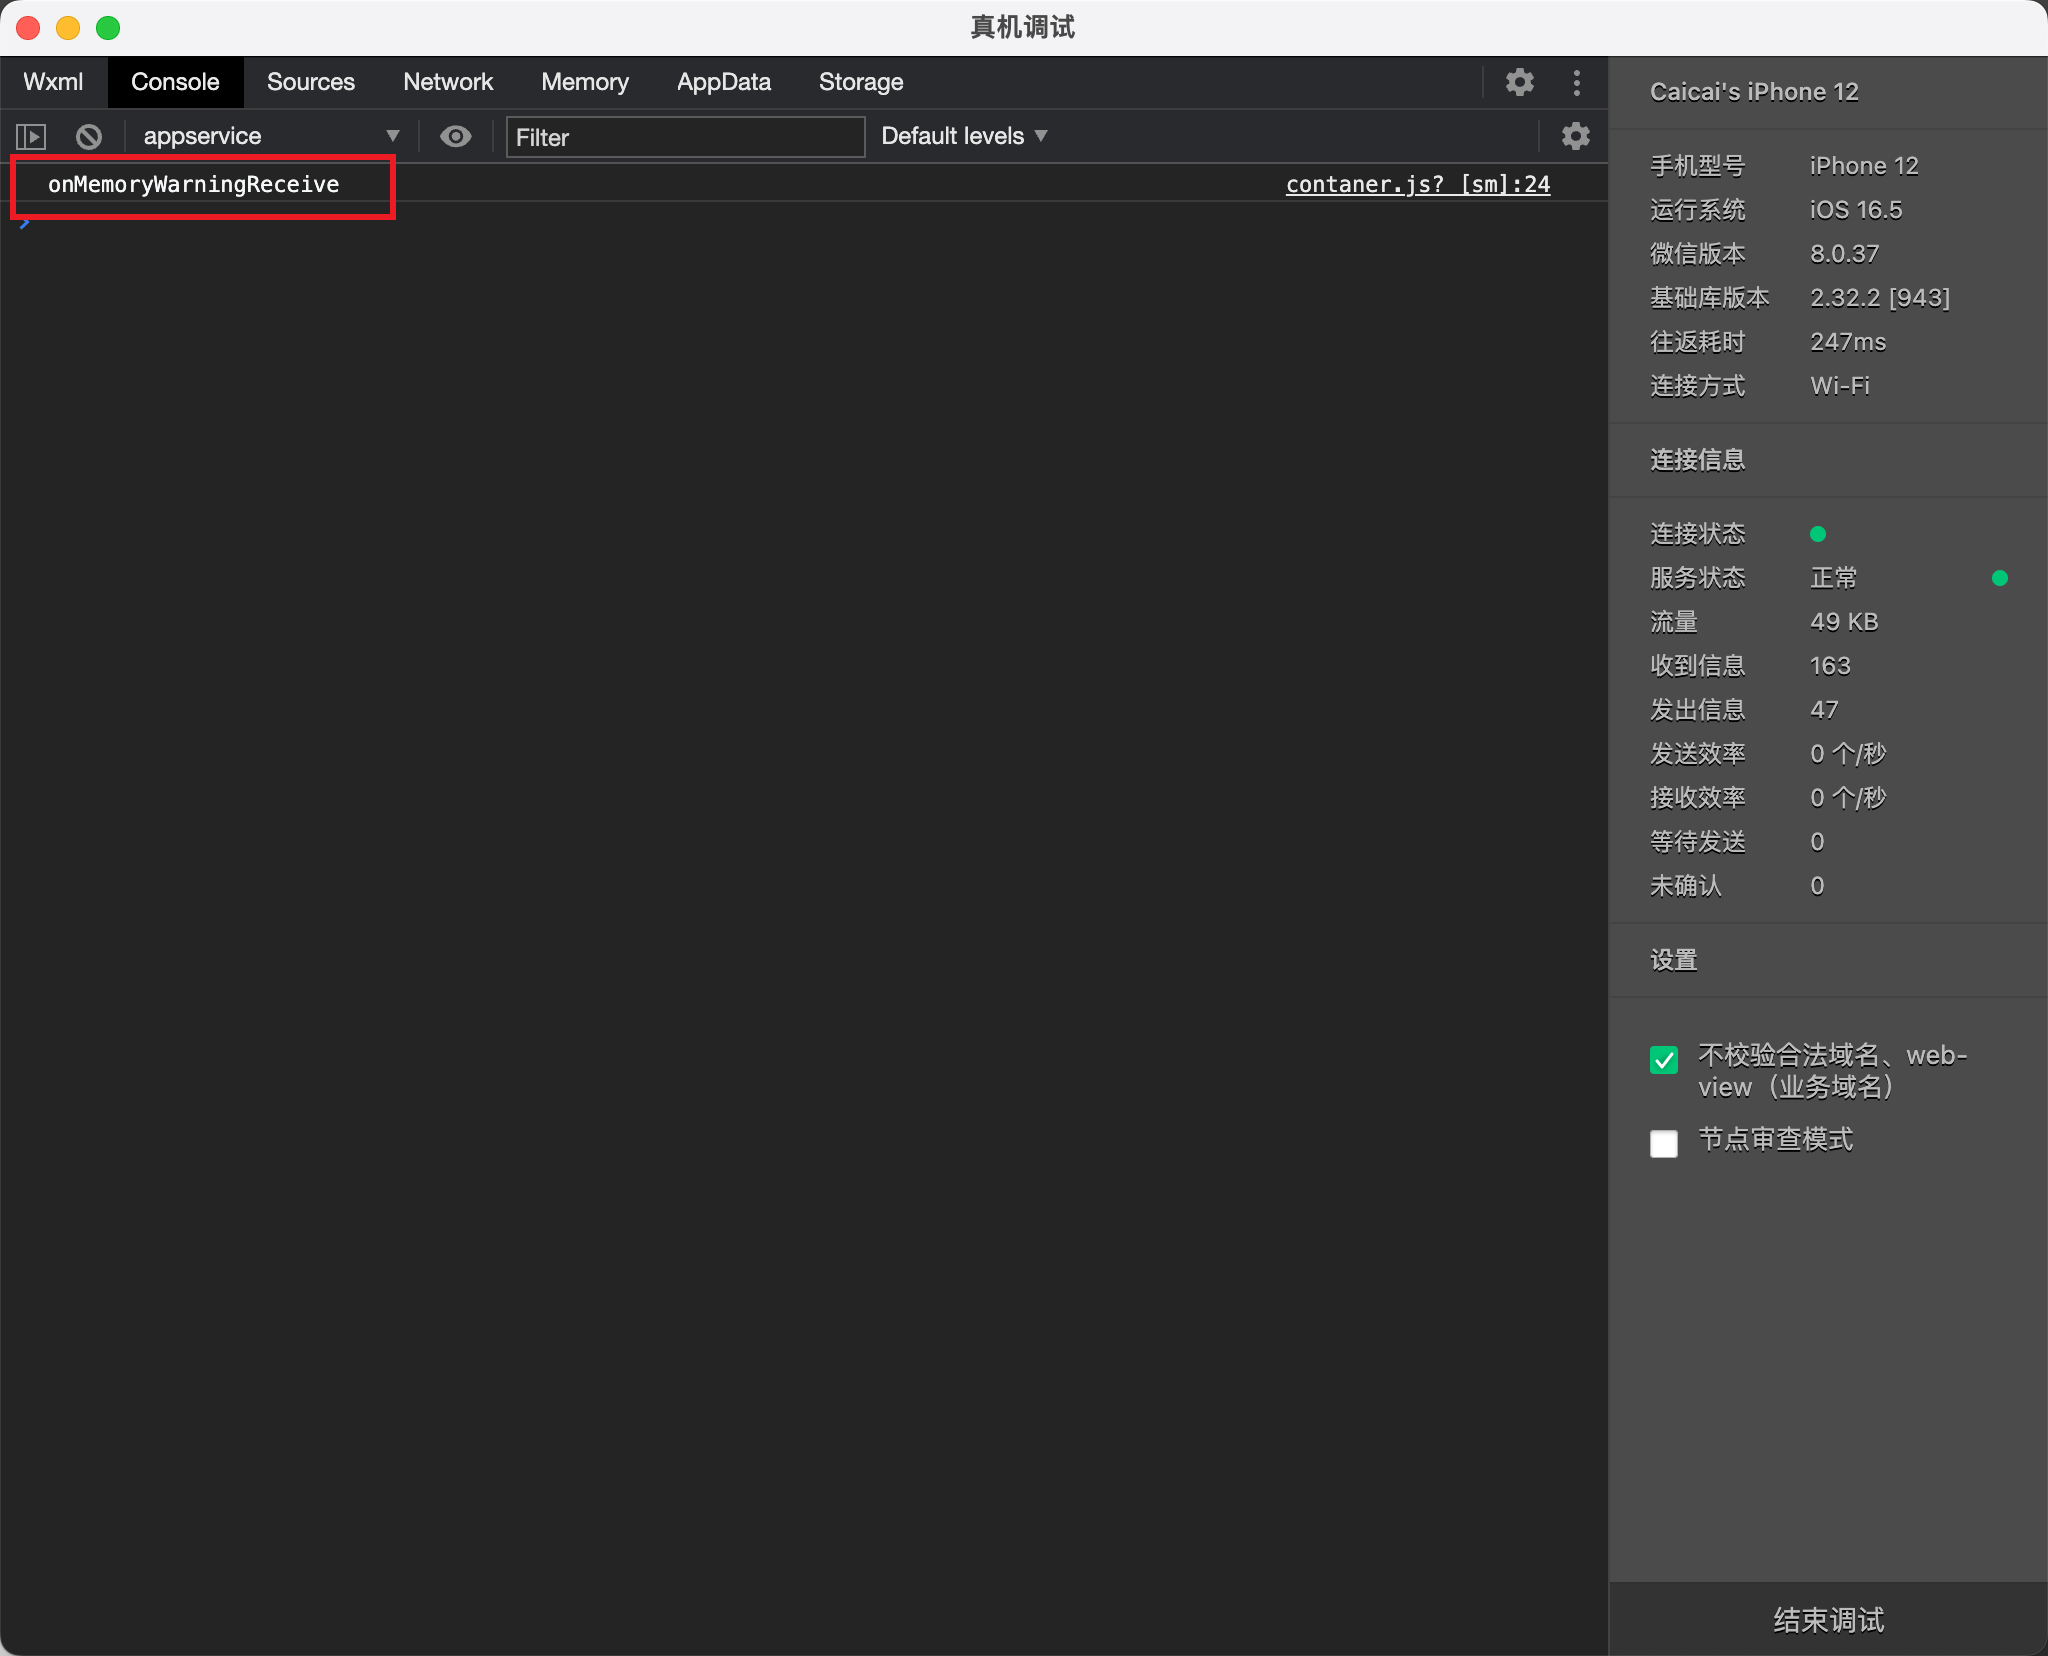 真机调试
Wxml Console Sources Network Memory AppData Storage
appservice Filter Default levels
onMemoryWarningReceive contaner.js? [sm]:24
Caicai's iPhone 12
手机型号 iPhone 12
运行系统 iOS 16.5
微信版本 8.0.37
基础库版本 2.32.2 [943]
往返耗时 247ms
连接方式 Wi-Fi
连接信息
连接状态
服务状态 正常
流量 49 KB
收到信息 163
发出信息 47
发送效率 0 个/秒
接收效率 0 个/秒
等待发送 0
未确认 0
设置
不校验合法域名、web-
view（业务域名）
节点审查模式
结束调试